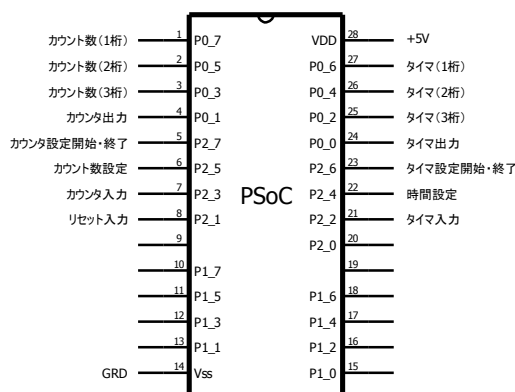 カウント数(1桁) 1 P0_7 VDD 28 +5V
カウント数(2桁) 2 P0_5 P0_6 27 タイマ(1桁)
カウント数(3桁) 3 P0_3 P0_4 26 タイマ(2桁)
カウンタ出力 4 P0_1 P0_2 25 タイマ(3桁)
カウンタ設定開始・終了 5 P2_7 P0_0 24 タイマ出力
カウント数設定 6 P2_5 P2_6 23 タイマ設定開始・終了
カウンタ入力 7 P2_3 PSoC P2_4 22 時間設定
リセット入力 8 P2_1 P2_2 21 タイマ入力
9 P2_0 20
10 P1_7 19
11 P1_5 P1_6 18
12 P1_3 P1_4 17
13 P1_1 P1_2 16
GRD 14 Vss P1_0 15